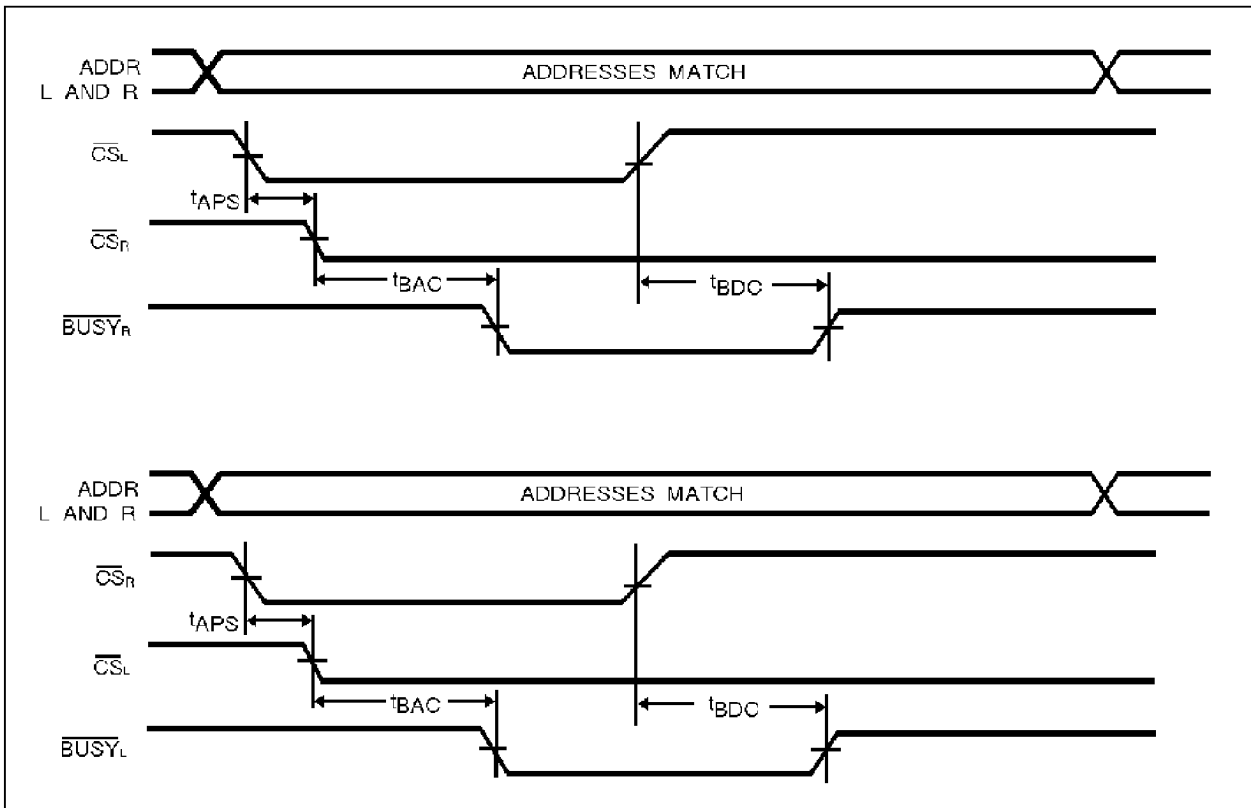 ADDR
L AND R
ADDRESSES MATCH
CSL
tAPS
CSR
tBAC
tBDC
BUSYR
ADDR
L AND R
ADDRESSES MATCH
CSR
tAPS
CSL
tBAC
tBDC
BUSYL